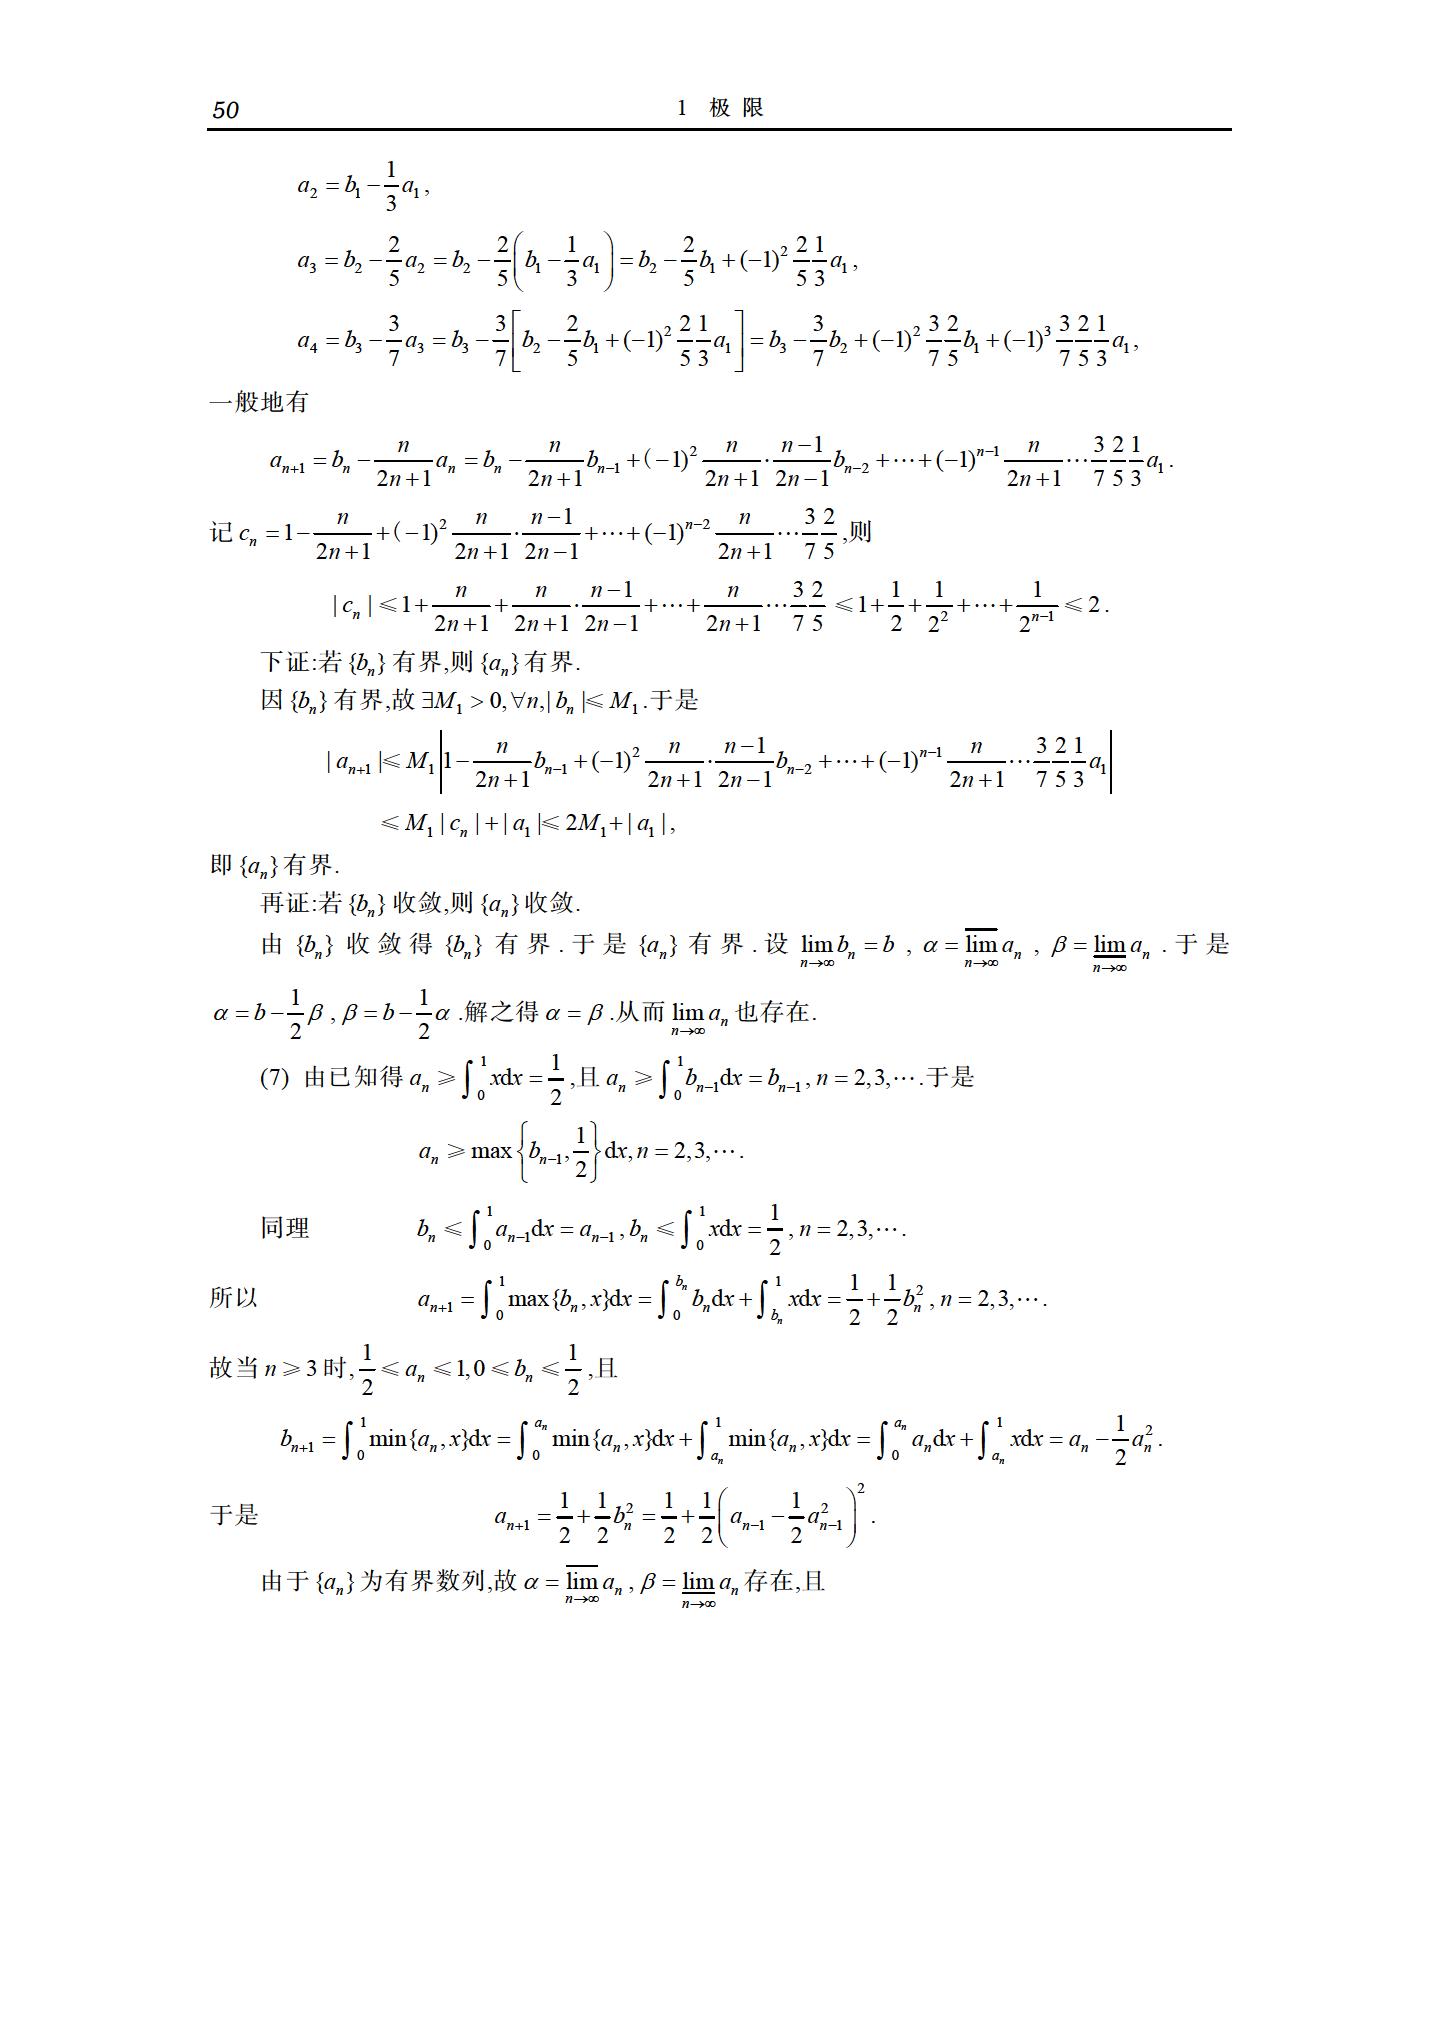 50 1 极 限
$a_2 = b_1 - \frac{1}{3}a_1,$
$a_3 = b_2 - \frac{2}{5}a_2 = b_2 - \frac{2}{5}\left(b_1 - \frac{1}{3}a_1\right) = b_2 - \frac{2}{5}b_1 + (-1)^2\frac{2}{5}\frac{1}{3}a_1,$
$a_4 = b_3 - \frac{3}{7}a_3 = b_3 - \frac{3}{7}\left[b_2 - \frac{2}{5}b_1 + (-1)^2\frac{2}{5}\frac{1}{3}a_1\right] = b_3 - \frac{3}{7}b_2 + (-1)^2\frac{3}{7}\frac{2}{5}b_1 + (-1)^3\frac{3}{7}\frac{2}{5}\frac{1}{3}a_1,$
一般地有
$a_{n+1} = b_n - \frac{n}{2n+1}a_n = b_n - \frac{n}{2n+1}b_{n-1} + (-1)^2\frac{n}{2n+1}\cdot\frac{n-1}{2n-1}b_{n-2} + \cdots + (-1)^{n-1}\frac{n}{2n+1}\cdots\frac{3}{7}\frac{2}{5}\frac{1}{3}a_1.$
记 $c_n = 1 - \frac{n}{2n+1} + (-1)^2\frac{n}{2n+1}\cdot\frac{n-1}{2n-1} + \cdots + (-1)^{n-2}\frac{n}{2n+1}\cdots\frac{3}{7}\frac{2}{5}$,则
$|c_n| \leqslant 1 + \frac{n}{2n+1} + \frac{n}{2n+1}\cdot\frac{n-1}{2n-1} + \cdots + \frac{n}{2n+1}\cdots\frac{3}{7}\frac{2}{5} \leqslant 1 + \frac{1}{2} + \frac{1}{2^2} + \cdots + \frac{1}{2^{n-1}} \leqslant 2.$
下证:若 $\{b_n\}$ 有界,则 $\{a_n\}$ 有界.
因 $\{b_n\}$ 有界,故 $\exists M_1 > 0, \forall n, |b_n| \leqslant M_1$.于是
$|a_{n+1}| \leqslant M_1\left|1 - \frac{n}{2n+1}b_{n-1} + (-1)^2\frac{n}{2n+1}\cdot\frac{n-1}{2n-1}b_{n-2} + \cdots + (-1)^{n-1}\frac{n}{2n+1}\cdots\frac{3}{7}\frac{2}{5}\frac{1}{3}a_1\right|$
$\leqslant M_1|c_n| + |a_1| \leqslant 2M_1 + |a_1|,$
即 $\{a_n\}$ 有界.
再证:若 $\{b_n\}$ 收敛,则 $\{a_n\}$ 收敛.
由 $\{b_n\}$ 收敛得 $\{b_n\}$ 有界.于是 $\{a_n\}$ 有界.设 $\lim\limits_{n\to\infty} b_n = b$ , $\alpha = \varlimsup\limits_{n\to\infty} a_n$ , $\beta = \varliminf\limits_{n\to\infty} a_n$ .于是
$\alpha = b - \frac{1}{2}\beta$ , $\beta = b - \frac{1}{2}\alpha$ .解之得 $\alpha = \beta$ .从而 $\lim\limits_{n\to\infty} a_n$ 也存在.
(7) 由已知得 $a_n \geqslant \int_0^1 x\mathrm{d}x = \frac{1}{2}$,且 $a_n \geqslant \int_0^1 b_{n-1}\mathrm{d}x = b_{n-1}, n = 2,3,\cdots$.于是
$a_n \geqslant \max\left\{b_{n-1}, \frac{1}{2}\right\}\mathrm{d}x, n = 2,3,\cdots.$
同理 $b_n \leqslant \int_0^1 a_{n-1}\mathrm{d}x = a_{n-1}, b_n \leqslant \int_0^1 x\mathrm{d}x = \frac{1}{2}, n = 2,3,\cdots.$
所以 $a_{n+1} = \int_0^1 \max\{b_n, x\}\mathrm{d}x = \int_0^{b_n} b_n\mathrm{d}x + \int_{b_n}^1 x\mathrm{d}x = \frac{1}{2} + \frac{1}{2}b_n^2, n = 2,3,\cdots.$
故当 $n \geqslant 3$ 时, $\frac{1}{2} \leqslant a_n \leqslant 1, 0 \leqslant b_n \leqslant \frac{1}{2}$,且
$b_{n+1} = \int_0^1 \min\{a_n, x\}\mathrm{d}x = \int_0^{a_n} \min\{a_n, x\}\mathrm{d}x + \int_{a_n}^1 \min\{a_n, x\}\mathrm{d}x = \int_0^{a_n} a_n\mathrm{d}x + \int_{a_n}^1 x\mathrm{d}x = a_n - \frac{1}{2}a_n^2.$
于是 $a_{n+1} = \frac{1}{2} + \frac{1}{2}b_n^2 = \frac{1}{2} + \frac{1}{2}\left(a_{n-1} - \frac{1}{2}a_{n-1}^2\right)^2.$
由于 $\{a_n\}$ 为有界数列,故 $\alpha = \varlimsup\limits_{n\to\infty} a_n$ , $\beta = \varliminf\limits_{n\to\infty} a_n$ 存在,且